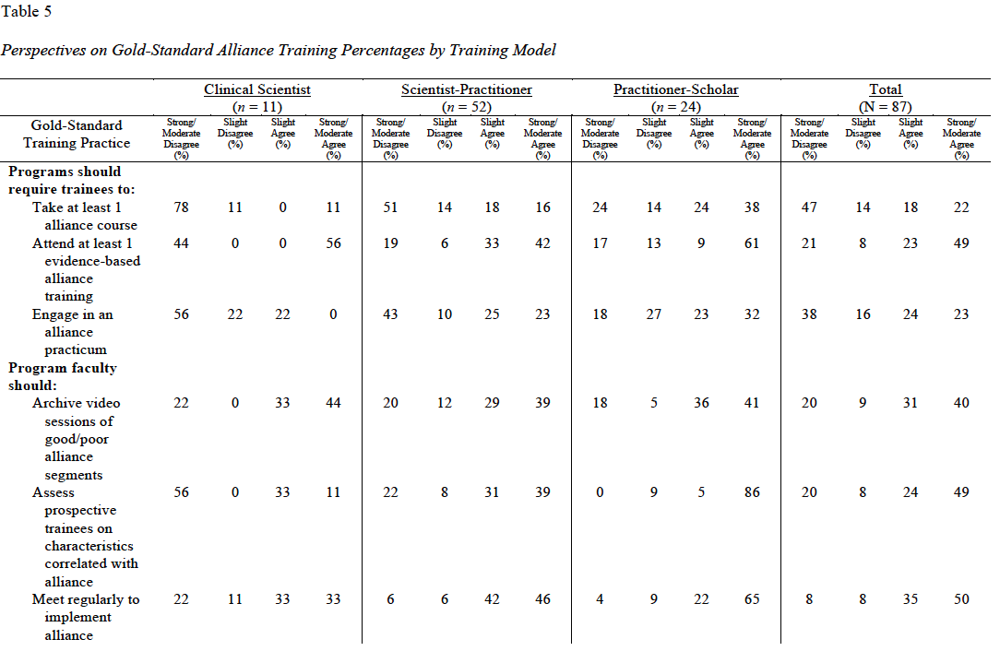 Table 5
Perspectives on Gold-Standard Alliance Training Percentages by Training Model
Clinical Scientist Scientist-Practitioner Practitioner-Scholar Total
(n = 11) (n = 52) (n = 24) (N = 87)
Gold-Standard Strong/ Slight Slight Strong/ Strong/ Slight Slight Strong/ Strong/ Slight Slight Strong/ Strong/ Slight Slight Strong/
Training Practice Moderate Disagree Agree Moderate Moderate Disagree Agree Moderate Moderate Disagree Agree Moderate Moderate Disagree Agree Moderate
Disagree (%) (%) Agree Disagree (%) (%) Agree Disagree (%) (%) Agree Disagree (%) (%) Agree
(%) (%) (%) (%) (%) (%) (%) (%)
Programs should
require trainees to:
Take at least 1 78 11 0 11 51 14 18 16 24 14 24 38 47 14 18 22
alliance course
Attend at least 1 44 0 0 56 19 6 33 42 17 13 9 61 21 8 23 49
evidence-based
alliance
training
Engage in an 56 22 22 0 43 10 25 23 18 27 23 32 38 16 24 23
alliance
practicum
Program faculty
should:
Archive video 22 0 33 44 20 12 29 39 18 5 36 41 20 9 31 40
sessions of
good/poor
alliance
segments
Assess 56 0 33 11 22 8 31 39 0 9 5 86 20 8 24 49
prospective
trainees on
characteristics
correlated with
alliance
Meet regularly to 22 11 33 33 6 6 42 46 4 9 22 65 8 8 35 50
implement
alliance